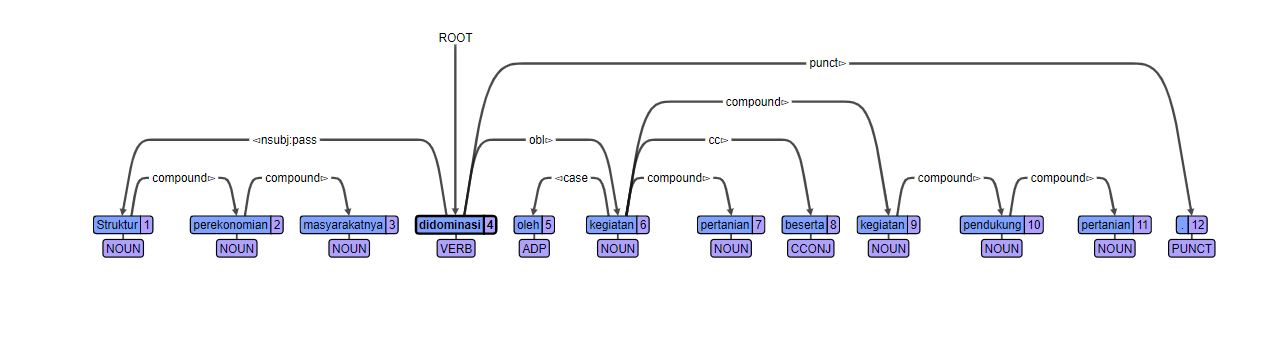 ROOT
punct▻
compound▻
◅nsubj:pass obl▻ cc▻
compound▻ compound▻ ◅case compound▻ compound▻ compound▻
Struktur 1 perekonomian 2 masyarakatnya 3 didominasi 4 oleh 5 kegiatan 6 pertanian 7 beserta 8 kegiatan 9 pendukung 10 pertanian 11 . 12
NOUN NOUN NOUN VERB ADP NOUN NOUN CCONJ NOUN NOUN NOUN PUNCT